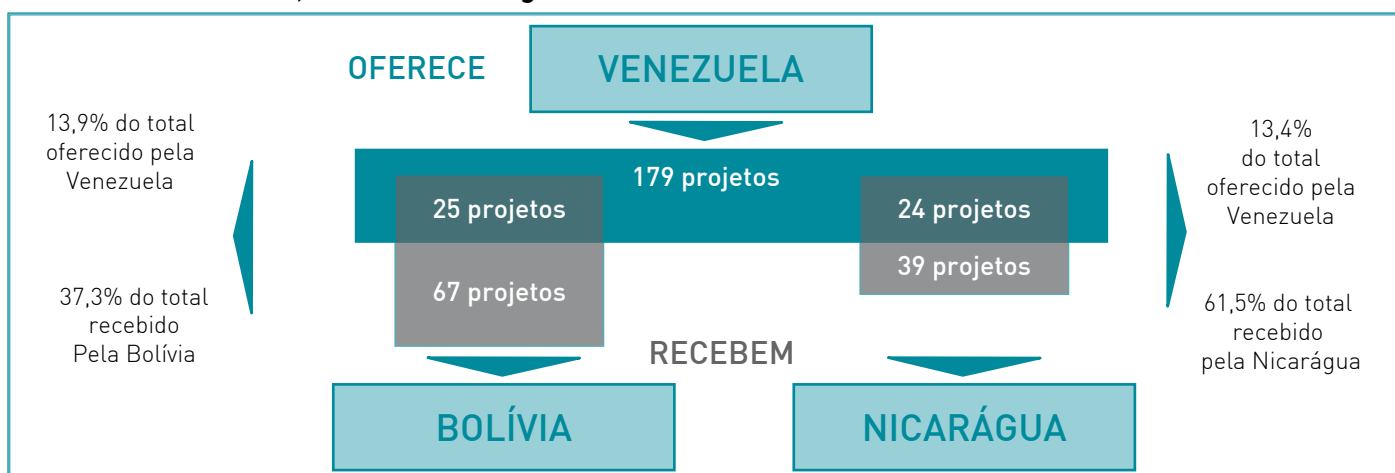 OFERECE
VENEZUELA
13,9% do total
oferecido pela
Venezuela
13,4%
do total
oferecido pela
Venezuela
179 projetos
25 projetos
24 projetos
67 projetos
39 projetos
37,3% do total
recebido
Pela Bolívia
61,5% do total
recebido
pela Nicarágua
RECEBEM
BOLÍVIA
NICARÁGUA